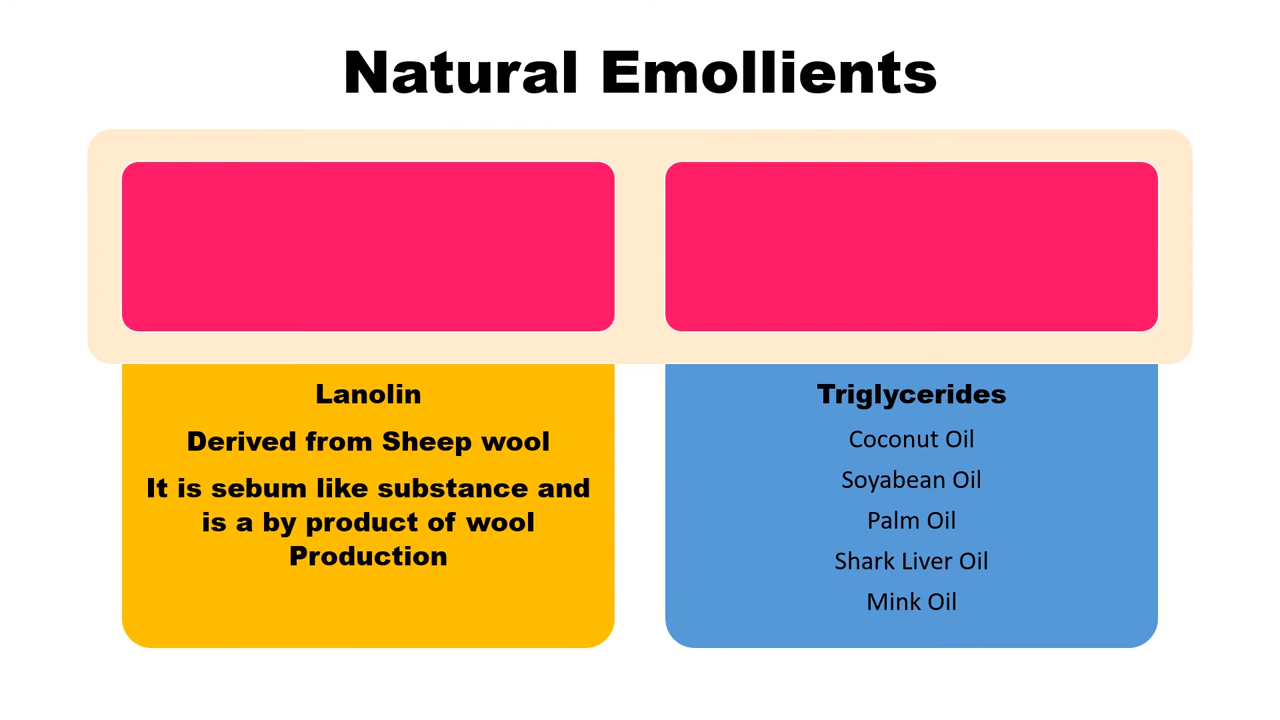 Natural Emollients
Lanolin
Derived from Sheep wool
It is sebum like substance and
is a by product of wool
Production
Triglycerides
Coconut Oil
Soyabean Oil
Palm Oil
Shark Liver Oil
Mink Oil